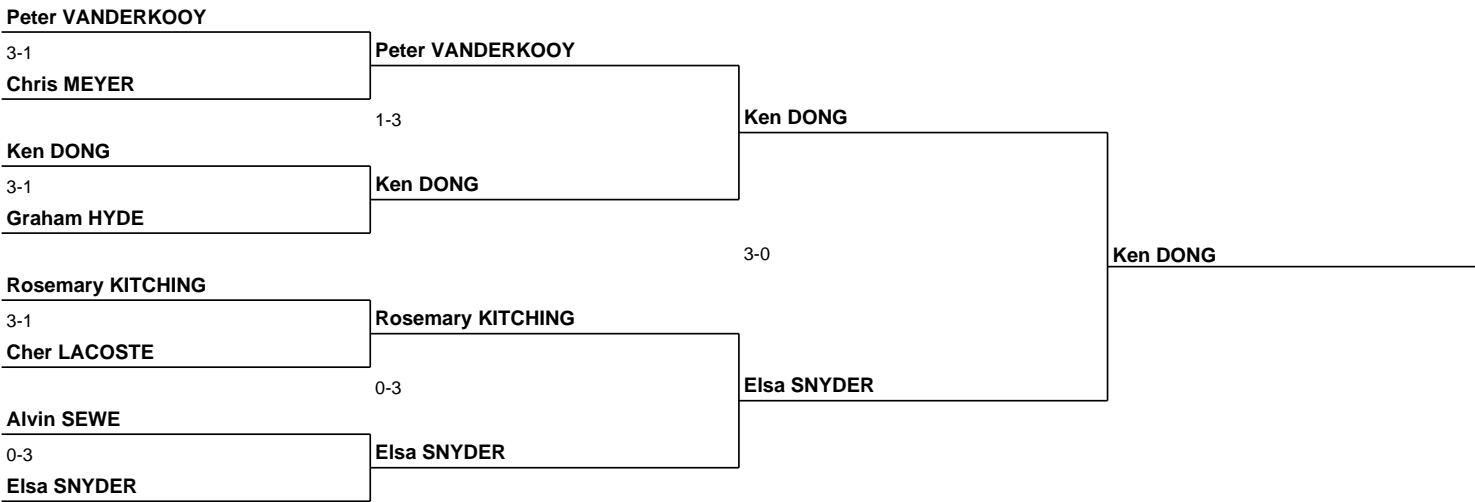 Peter VANDERKOOY
3-1
Chris MEYER
Ken DONG
3-1
Graham HYDE
Rosemary KITCHING
3-1
Cher LACOSTE
Alvin SEWE
0-3
Elsa SNYDER
Peter VANDERKOOY
1-3
Ken DONG
Rosemary KITCHING
0-3
Elsa SNYDER
Ken DONG
3-0
Elsa SNYDER
Ken DONG